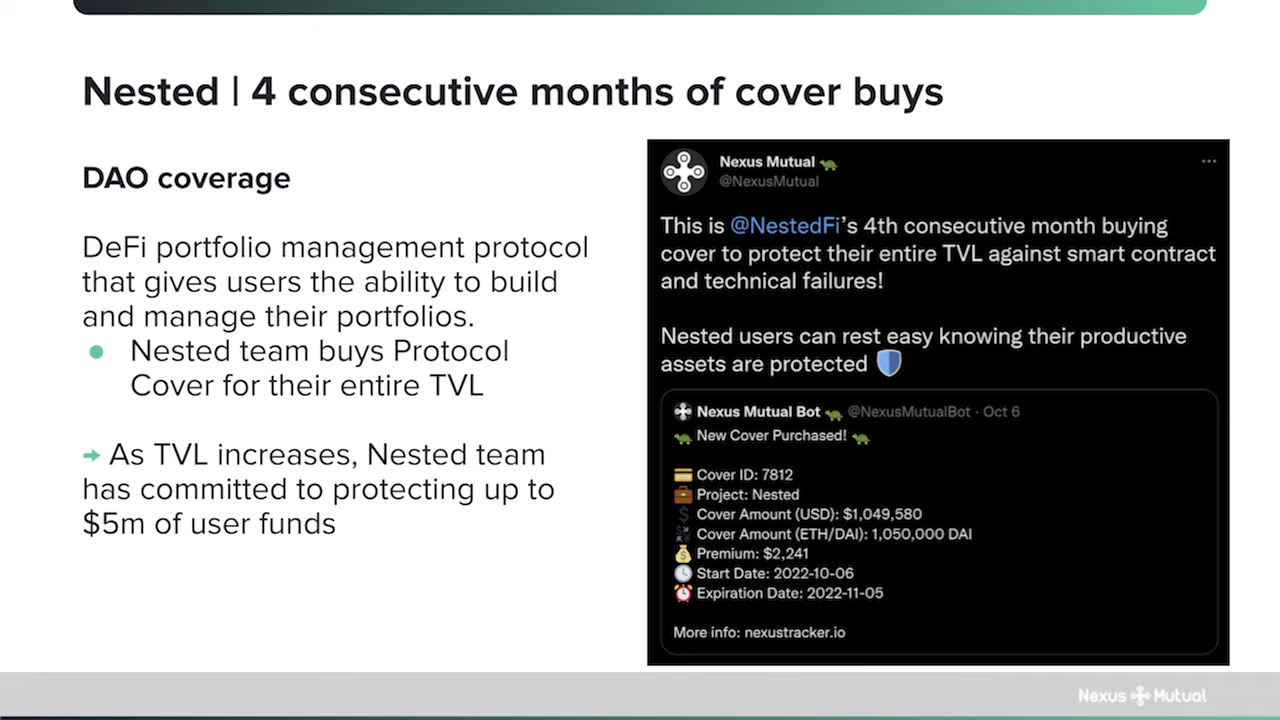 Nested | 4 consecutive months of cover buys
DAO coverage
DeFi portfolio management protocol
that gives users the ability to build
and manage their portfolios.
● Nested team buys Protocol
Cover for their entire TVL
➔ As TVL increases, Nested team
has committed to protecting up to
$5m of user funds
Nexus Mutual 🐢
@NexusMutual
This is @NestedFi’s 4th consecutive month buying
cover to protect their entire TVL against smart contract
and technical failures!
Nested users can rest easy knowing their productive
assets are protected 🛡️
Nexus Mutual Bot 🐢 @NexusMutualBot · Oct 6
🐢 New Cover Purchased! 🐢
💳 Cover ID: 7812
💼 Project: Nested
💲 Cover Amount (USD): $1,049,580
💱 Cover Amount (ETH/DAI): 1,050,000 DAI
💰 Premium: $2,241
🕓 Start Date: 2022-10-06
⏰ Expiration Date: 2022-11-05
More info: nexustracker.io
Nexus Mutual